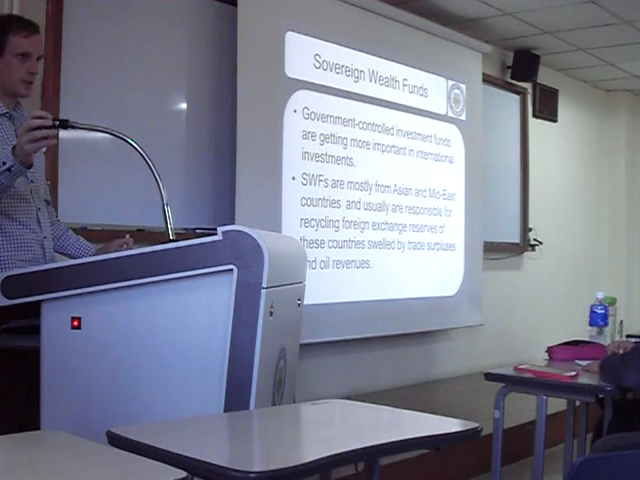 Sovereign Wealth Funds
• Government-controlled investment funds
are getting more important in international
investments.
• SWFs are mostly from Asian and Mid-East
countries and usually are responsible for
recycling foreign exchange reserves of
these countries swelled by trade surpluses
and oil revenues.